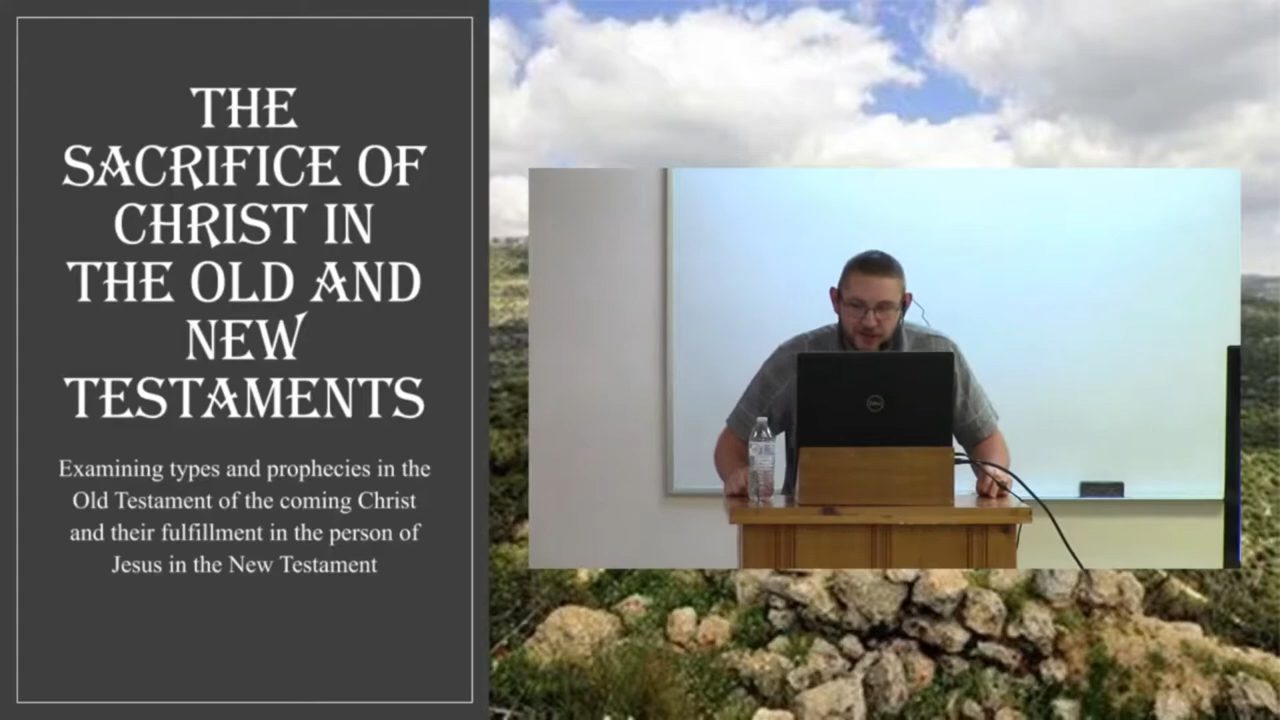 THE
SACRIFICE OF
CHRIST IN
THE OLD AND
NEW
TESTAMENTS
Examining types and prophecies in the
Old Testament of the coming Christ
and their fulfillment in the person of
Jesus in the New Testament
DELL